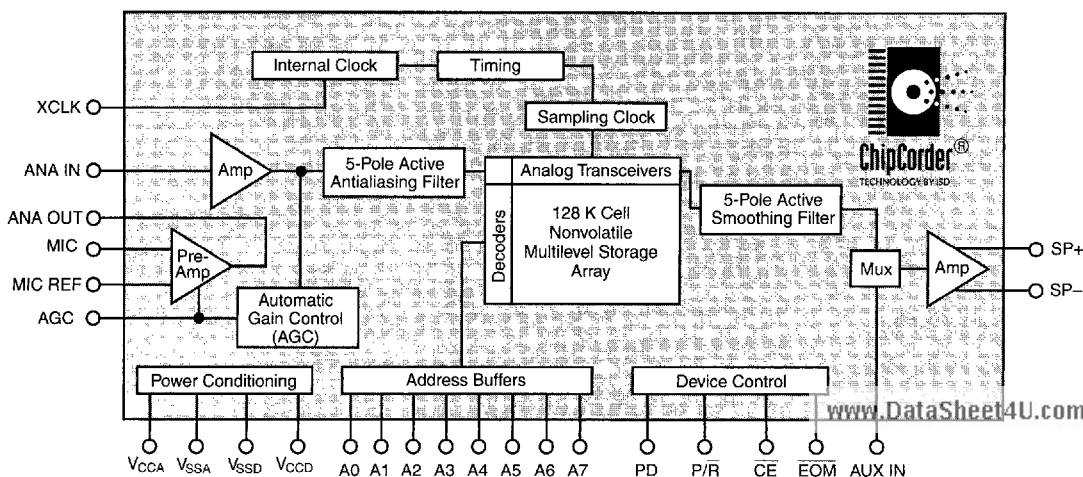 Internal Clock
Timing
XCLK
Sampling Clock
ChipCorder®
TECHNOLOGY BY ISD
ANA IN
Amp
5-Pole Active
Antialiasing Filter
Analog Transceivers
Decoders
128 K Cell
Nonvolatile
Multilevel Storage
Array
5-Pole Active
Smoothing Filter
ANA OUT
MIC
Pre-
Amp
MIC REF
AGC
Automatic
Gain Control
(AGC)
Mux
Amp
SP+
SP–
Power Conditioning
Address Buffers
Device Control
www.DataSheet4U.com
VCCA
VSSA
VSSD
VCCD
A0
A1
A2
A3
A4
A5
A6
A7
PD
P/R̅
C̅E̅
E̅O̅M̅
AUX IN